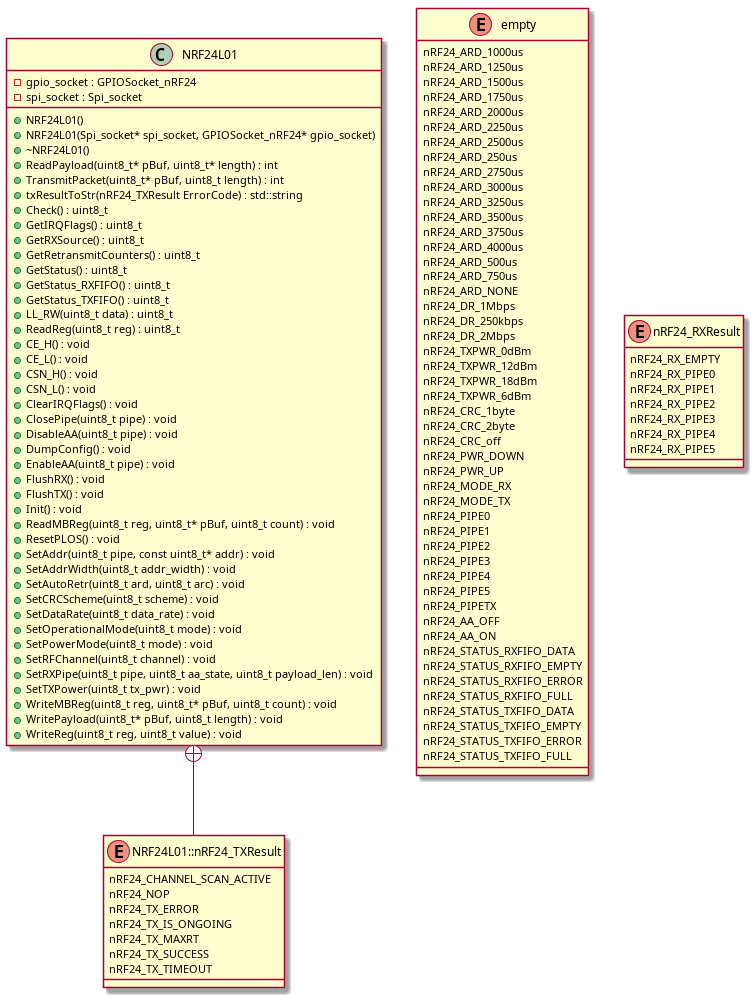 C NRF24L01
gpio_socket : GPIOSocket_nRF24
spi_socket : Spi_socket
NRF24L01()
NRF24L01(Spi_socket* spi_socket, GPIOSocket_nRF24* gpio_socket)
~NRF24L01()
ReadPayload(uint8_t* pBuf, uint8_t* length) : int
TransmitPacket(uint8_t* pBuf, uint8_t length) : int
txResultToStr(nRF24_TXResult ErrorCode) : std::string
Check() : uint8_t
GetIRQFlags() : uint8_t
GetRXSource() : uint8_t
GetRetransmitCounters() : uint8_t
GetStatus() : uint8_t
GetStatus_RXFIFO() : uint8_t
GetStatus_TXFIFO() : uint8_t
LL_RW(uint8_t data) : uint8_t
ReadReg(uint8_t reg) : uint8_t
CE_H() : void
CE_L() : void
CSN_H() : void
CSN_L() : void
ClearIRQFlags() : void
ClosePipe(uint8_t pipe) : void
DisableAA(uint8_t pipe) : void
DumpConfig() : void
EnableAA(uint8_t pipe) : void
FlushRX() : void
FlushTX() : void
Init() : void
ReadMBReg(uint8_t reg, uint8_t* pBuf, uint8_t count) : void
ResetPLOS() : void
SetAddr(uint8_t pipe, const uint8_t* addr) : void
SetAddrWidth(uint8_t addr_width) : void
SetAutoRetr(uint8_t ard, uint8_t arc) : void
SetCRCScheme(uint8_t scheme) : void
SetDataRate(uint8_t data_rate) : void
SetOperationalMode(uint8_t mode) : void
SetPowerMode(uint8_t mode) : void
SetRFChannel(uint8_t channel) : void
SetRXPipe(uint8_t pipe, uint8_t aa_state, uint8_t payload_len) : void
SetTXPower(uint8_t tx_pwr) : void
WriteMBReg(uint8_t reg, uint8_t* pBuf, uint8_t count) : void
WritePayload(uint8_t* pBuf, uint8_t length) : void
WriteReg(uint8_t reg, uint8_t value) : void
E empty
nRF24_ARD_1000us
nRF24_ARD_1250us
nRF24_ARD_1500us
nRF24_ARD_1750us
nRF24_ARD_2000us
nRF24_ARD_2250us
nRF24_ARD_2500us
nRF24_ARD_250us
nRF24_ARD_2750us
nRF24_ARD_3000us
nRF24_ARD_3250us
nRF24_ARD_3500us
nRF24_ARD_3750us
nRF24_ARD_4000us
nRF24_ARD_500us
nRF24_ARD_750us
nRF24_ARD_NONE
nRF24_DR_1Mbps
nRF24_DR_250kbps
nRF24_DR_2Mbps
nRF24_TXPWR_0dBm
nRF24_TXPWR_12dBm
nRF24_TXPWR_18dBm
nRF24_TXPWR_6dBm
nRF24_CRC_1byte
nRF24_CRC_2byte
nRF24_CRC_off
nRF24_PWR_DOWN
nRF24_PWR_UP
nRF24_MODE_RX
nRF24_MODE_TX
nRF24_PIPE0
nRF24_PIPE1
nRF24_PIPE2
nRF24_PIPE3
nRF24_PIPE4
nRF24_PIPE5
nRF24_PIPETX
nRF24_AA_OFF
nRF24_AA_ON
nRF24_STATUS_RXFIFO_DATA
nRF24_STATUS_RXFIFO_EMPTY
nRF24_STATUS_RXFIFO_ERROR
nRF24_STATUS_RXFIFO_FULL
nRF24_STATUS_TXFIFO_DATA
nRF24_STATUS_TXFIFO_EMPTY
nRF24_STATUS_TXFIFO_ERROR
nRF24_STATUS_TXFIFO_FULL
E nRF24_RXResult
nRF24_RX_EMPTY
nRF24_RX_PIPE0
nRF24_RX_PIPE1
nRF24_RX_PIPE2
nRF24_RX_PIPE3
nRF24_RX_PIPE4
nRF24_RX_PIPE5
E NRF24L01::nRF24_TXResult
nRF24_CHANNEL_SCAN_ACTIVE
nRF24_NOP
nRF24_TX_ERROR
nRF24_TX_IS_ONGOING
nRF24_TX_MAXRT
nRF24_TX_SUCCESS
nRF24_TX_TIMEOUT